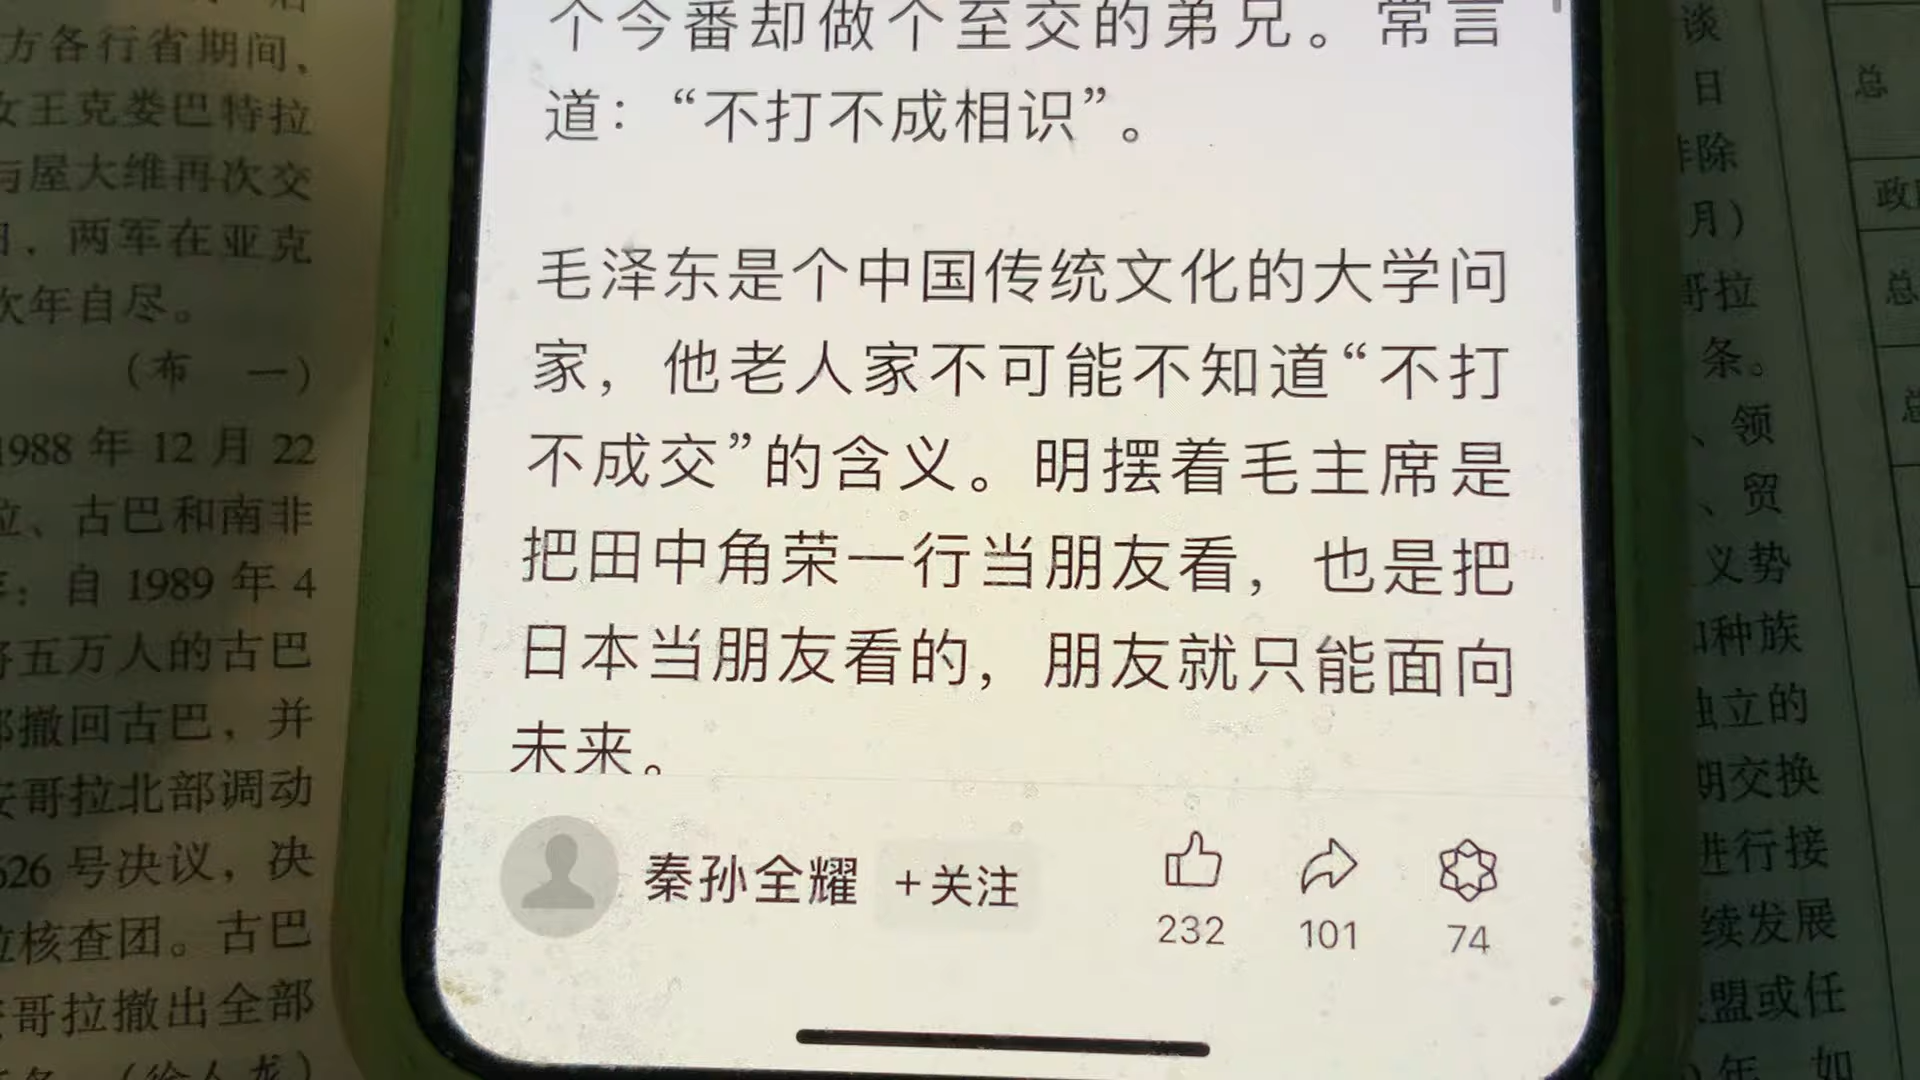 方各行省期间，
女王克娄巴特拉
与屋大维再次交
，两军在亚克
次年自尽。
（布 一）
1988 年 12 月 22
、古巴和南非
：自 1989 年 4
将五万人的古巴
部撤回古巴，并
安哥拉北部调动
626 号决议，决
核查团。古巴
哥拉撤出全部
个今番却做个至交的弟兄。常言
道：“不打不成相识”。
毛泽东是个中国传统文化的大学问
家，他老人家不可能不知道“不打
不成交”的含义。明摆着毛主席是
把田中角荣一行当朋友看，也是把
日本当朋友看的，朋友就只能面向
未来。
秦孙全耀
+关注
232
101
74
谈
日
排除
月）
哥拉
条。
、领
、贸
义势
种族
独立的
期交换
进行接
续发展
盟或任
年，如
总
总